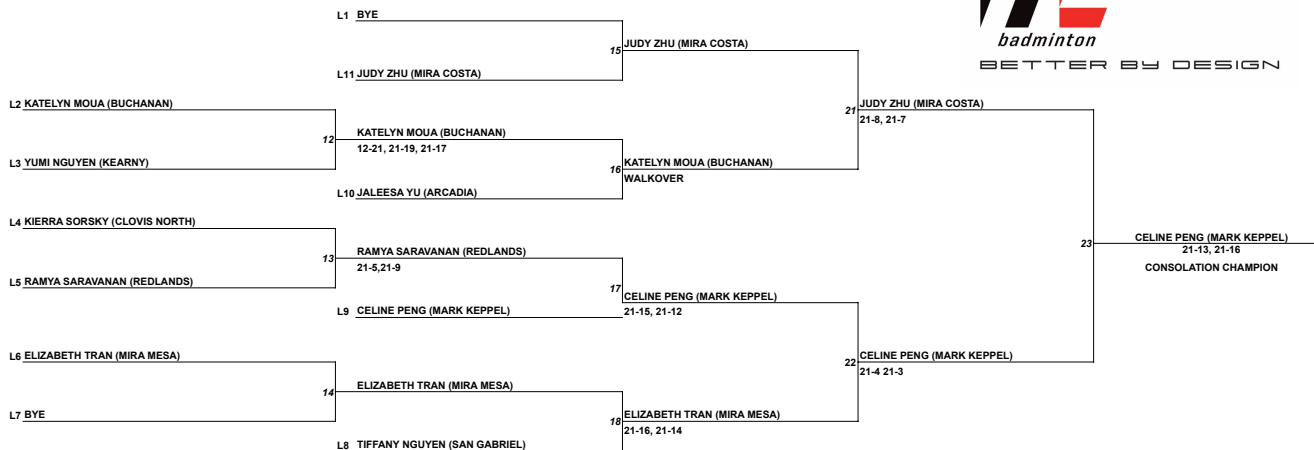 L1 BYE
badminton
15 JUDY ZHU (MIRA COSTA)
BETTER BY DESIGN
L11 JUDY ZHU (MIRA COSTA)
L2 KATELYN MOUA (BUCHANAN)
21 JUDY ZHU (MIRA COSTA)
21-8, 21-7
12 KATELYN MOUA (BUCHANAN)
12-21, 21-19, 21-17
L3 YUMI NGUYEN (KEARNY)
16 KATELYN MOUA (BUCHANAN)
WALKOVER
L10 JALEESA YU (ARCADIA)
L4 KIERRA SORSKY (CLOVIS NORTH)
23 CELINE PENG (MARK KEPPEL)
21-13, 21-16
CONSOLATION CHAMPION
13 RAMYA SARAVANAN (REDLANDS)
21-5,21-9
L5 RAMYA SARAVANAN (REDLANDS)
17 CELINE PENG (MARK KEPPEL)
21-15, 21-12
L9 CELINE PENG (MARK KEPPEL)
L6 ELIZABETH TRAN (MIRA MESA)
22 CELINE PENG (MARK KEPPEL)
21-4 21-3
14 ELIZABETH TRAN (MIRA MESA)
L7 BYE
18 ELIZABETH TRAN (MIRA MESA)
21-16, 21-14
L8 TIFFANY NGUYEN (SAN GABRIEL)